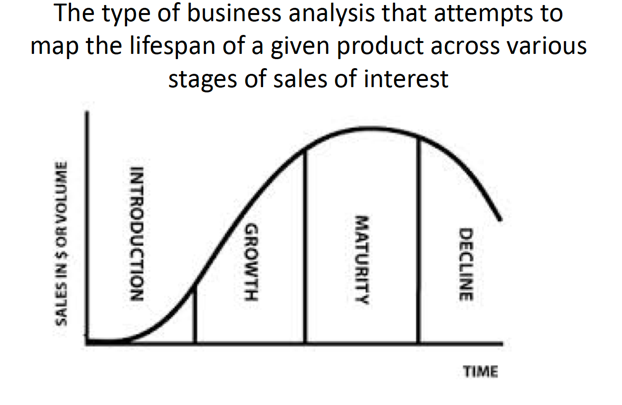 The type of business analysis that attempts to
map the lifespan of a given product across various
stages of sales of interest
SALES IN $ OR VOLUME
INTRODUCTION
GROWTH
MATURITY
DECLINE
TIME